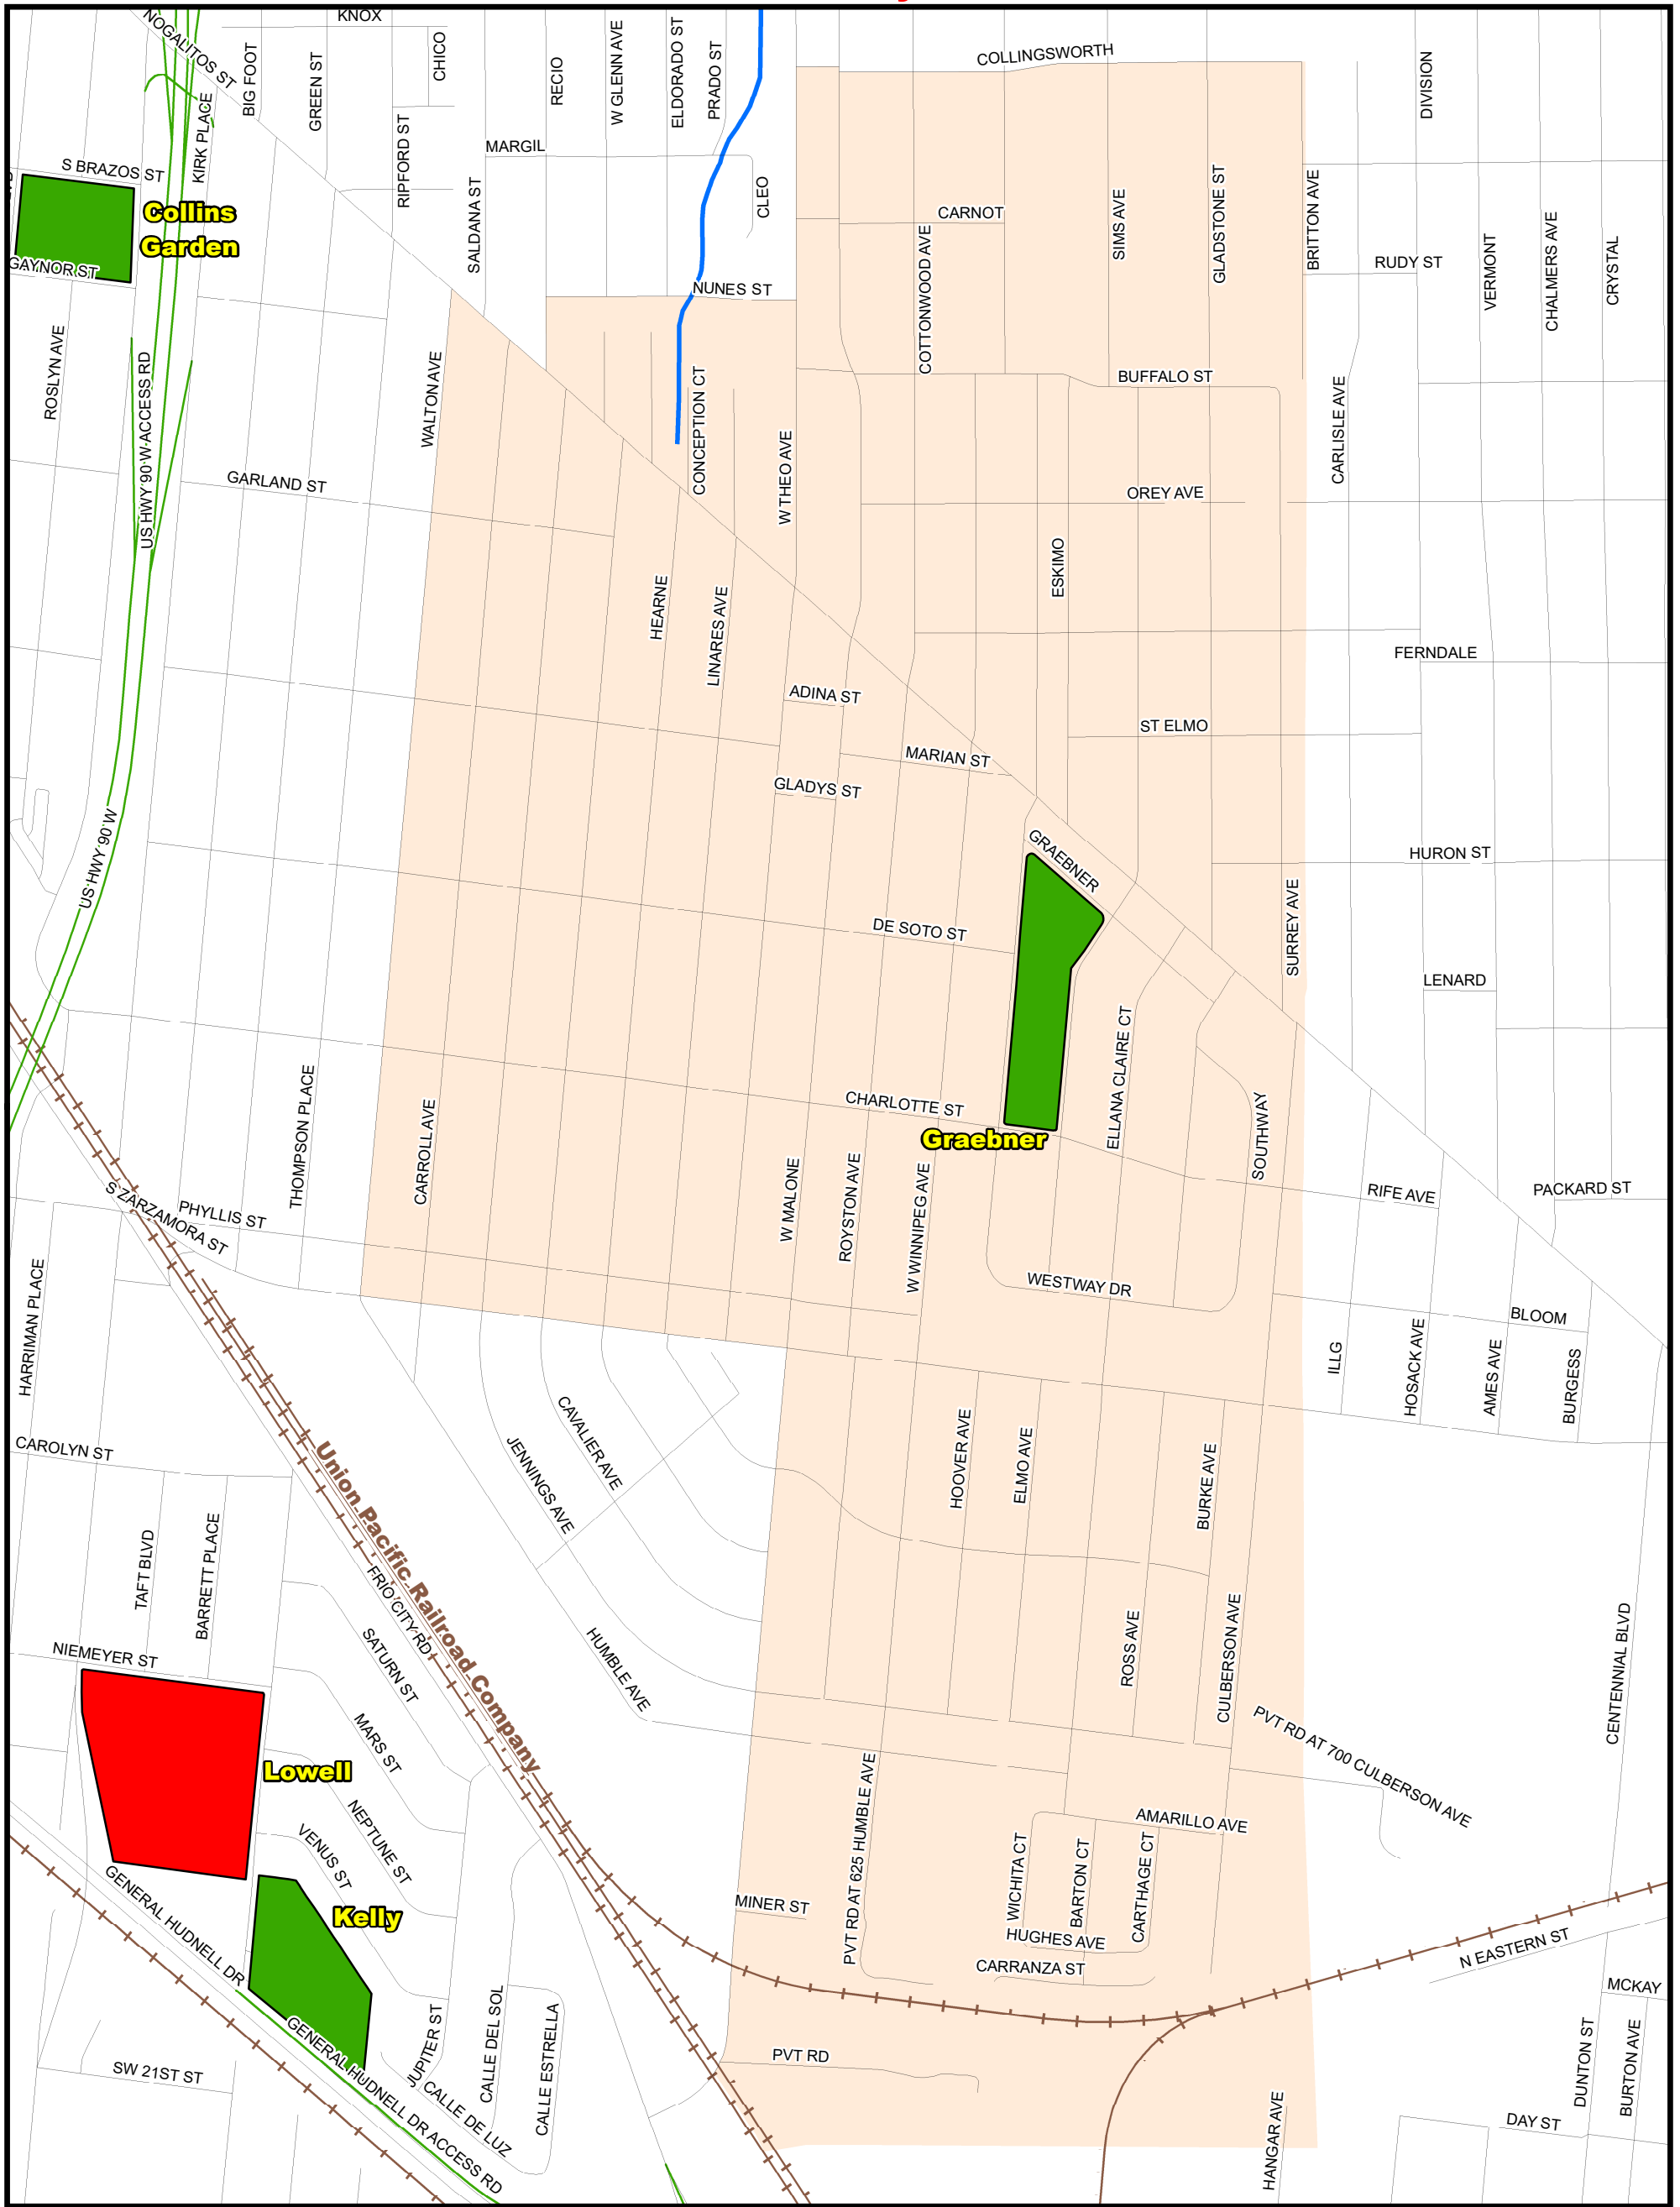 KNOX
NOGALITOS ST
BIG FOOT
GREEN ST
CHICO
RECIO
W GLENN AVE
ELDORADO ST
PRADO ST
COLLINGSWORTH
DIVISION
KIRK PLACE
RIPFORD ST
MARGIL
S BRAZOS ST
SALDANA ST
CLEO
Collins
Garden
CARNOT
COTTONWOOD AVE
SIMS AVE
GLADSTONE ST
BRITTON AVE
RUDY ST
VERMONT
CHALMERS AVE
CRYSTAL
GAYNOR ST
NUNES ST
ROSLYN AVE
US HWY 90 W ACCESS RD
WALTON AVE
CONCEPTION CT
W THEO AVE
BUFFALO ST
CARLISLE AVE
GARLAND ST
OREY AVE
HEARNE
LINARES AVE
ESKIMO
FERNDALE
ADINA ST
ST ELMO
MARIAN ST
GLADYS ST
US HWY 90 W
GRAEBNER
HURON ST
DE SOTO ST
SURREY AVE
LENARD
THOMPSON PLACE
CARROLL AVE
CHARLOTTE ST
Graebner
ELLANA CLAIRE CT
SOUTHWAY
S ZARZAMORA ST
PHYLLIS ST
W MALONE
ROYSTON AVE
W WINNIPEG AVE
RIFE AVE
PACKARD ST
WESTWAY DR
HARRIMAN PLACE
BLOOM
ILLG
HOSACK AVE
AMES AVE
BURGESS
CAROLYN ST
JENNINGS AVE
CAVALIER AVE
HOOVER AVE
ELMO AVE
BURKE AVE
Union Pacific Railroad Company
TAFT BLVD
BARRETT PLACE
FRIO CITY RD
NIEMEYER ST
SATURN ST
HUMBLE AVE
ROSS AVE
CULBERSON AVE
CENTENNIAL BLVD
MARS ST
Lowell
PVT RD AT 700 CULBERSON AVE
NEPTUNE ST
VENUS ST
PVT RD AT 625 HUMBLE AVE
AMARILLO AVE
WICHITA CT
BARTON CT
CARTHAGE CT
GENERAL HUDNELL DR
Kelly
MINER ST
HUGHES AVE
CARRANZA ST
N EASTERN ST
MCKAY
JUPITER ST
CALLE DEL SOL
CALLE ESTRELLA
GENERAL HUDNELL DR ACCESS RD
PVT RD
SW 21ST ST
CALLE DE LUZ
DUNTON ST
BURTON AVE
HANGAR AVE
DAY ST